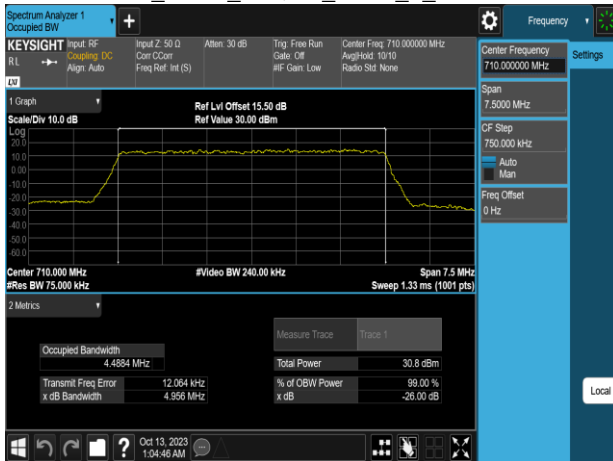 Spectrum Analyzer 1
Occupied BW
+
Frequency
KEYSIGHT
RL
LXI
Input: RF
Coupling: DC
Align: Auto
Input Z: 50 Ω
Corr CCorr
Freq Ref: Int (S)
Atten: 30 dB
Trig: Free Run
Gate: Off
#IF Gain: Low
Center Freq: 710.000000 MHz
Avg|Hold: 10/10
Radio Std: None
Center Frequency
710.000000 MHz
Settings
Span
7.5000 MHz
CF Step
750.000 kHz
Auto
Man
Freq Offset
0 Hz
Local
1 Graph
Scale/Div 10.0 dB
Ref Lvl Offset 15.50 dB
Ref Value 30.00 dBm
Log
20.0
10.0
0.00
-10.0
-20.0
-30.0
-40.0
-50.0
-60.0
Center 710.000 MHz
#Res BW 75.000 kHz
#Video BW 240.00 kHz
Span 7.5 MHz
Sweep 1.33 ms (1001 pts)
2 Metrics
Measure Trace
Trace 1
Occupied Bandwidth
4.4884 MHz
Total Power
30.8 dBm
Transmit Freq Error
12.064 kHz
% of OBW Power
99.00 %
x dB Bandwidth
4.956 MHz
x dB
-26.00 dB
?
Oct 13, 2023
1:04:46 AM